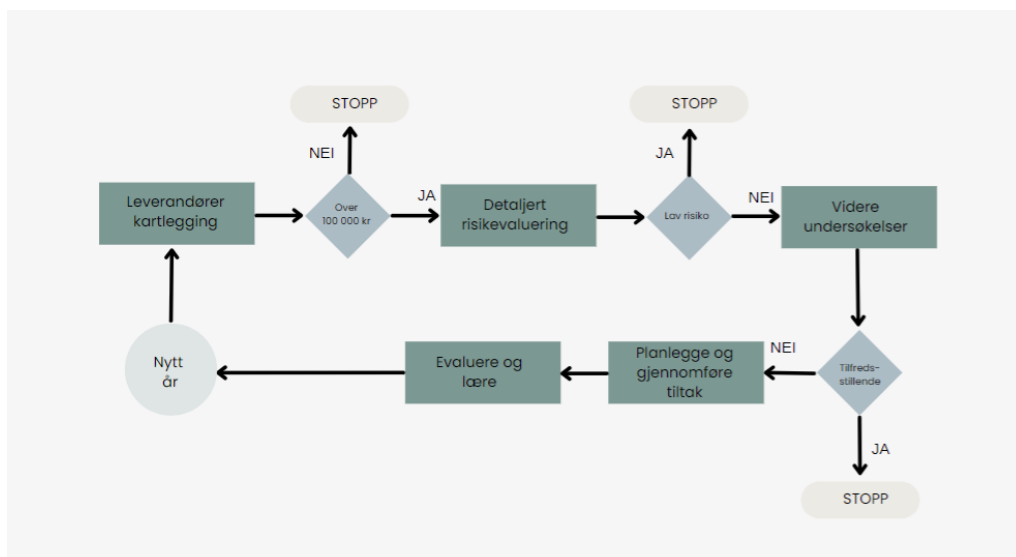 STOPP
STOPP
NEI
JA
Leverandører
kartlegging
Over
100 000 kr
JA
Detaljert
risikevaluering
Lav risiko
NEI
Videre
undersøkelser
Nytt
år
Evaluere og
lære
Planlegge og
gjennomføre
tiltak
NEI
Tilfreds-
stillende
JA
STOPP